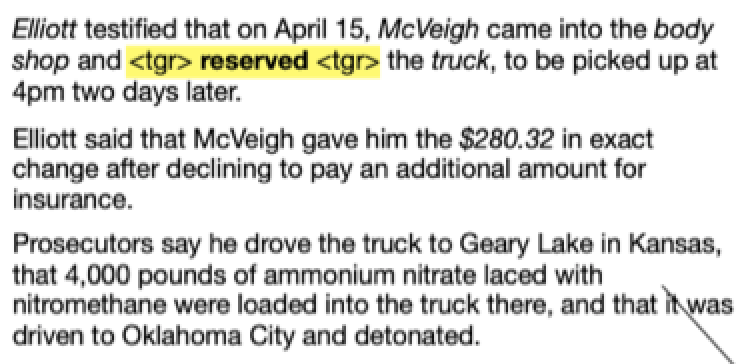 Elliott testified that on April 15, McVeigh came into the body
shop and <tgr> reserved <tgr> the truck, to be picked up at
4pm two days later.
Elliott said that McVeigh gave him the $280.32 in exact
change after declining to pay an additional amount for
insurance.
Prosecutors say he drove the truck to Geary Lake in Kansas,
that 4,000 pounds of ammonium nitrate laced with
nitromethane were loaded into the truck there, and that it was
driven to Oklahoma City and detonated.